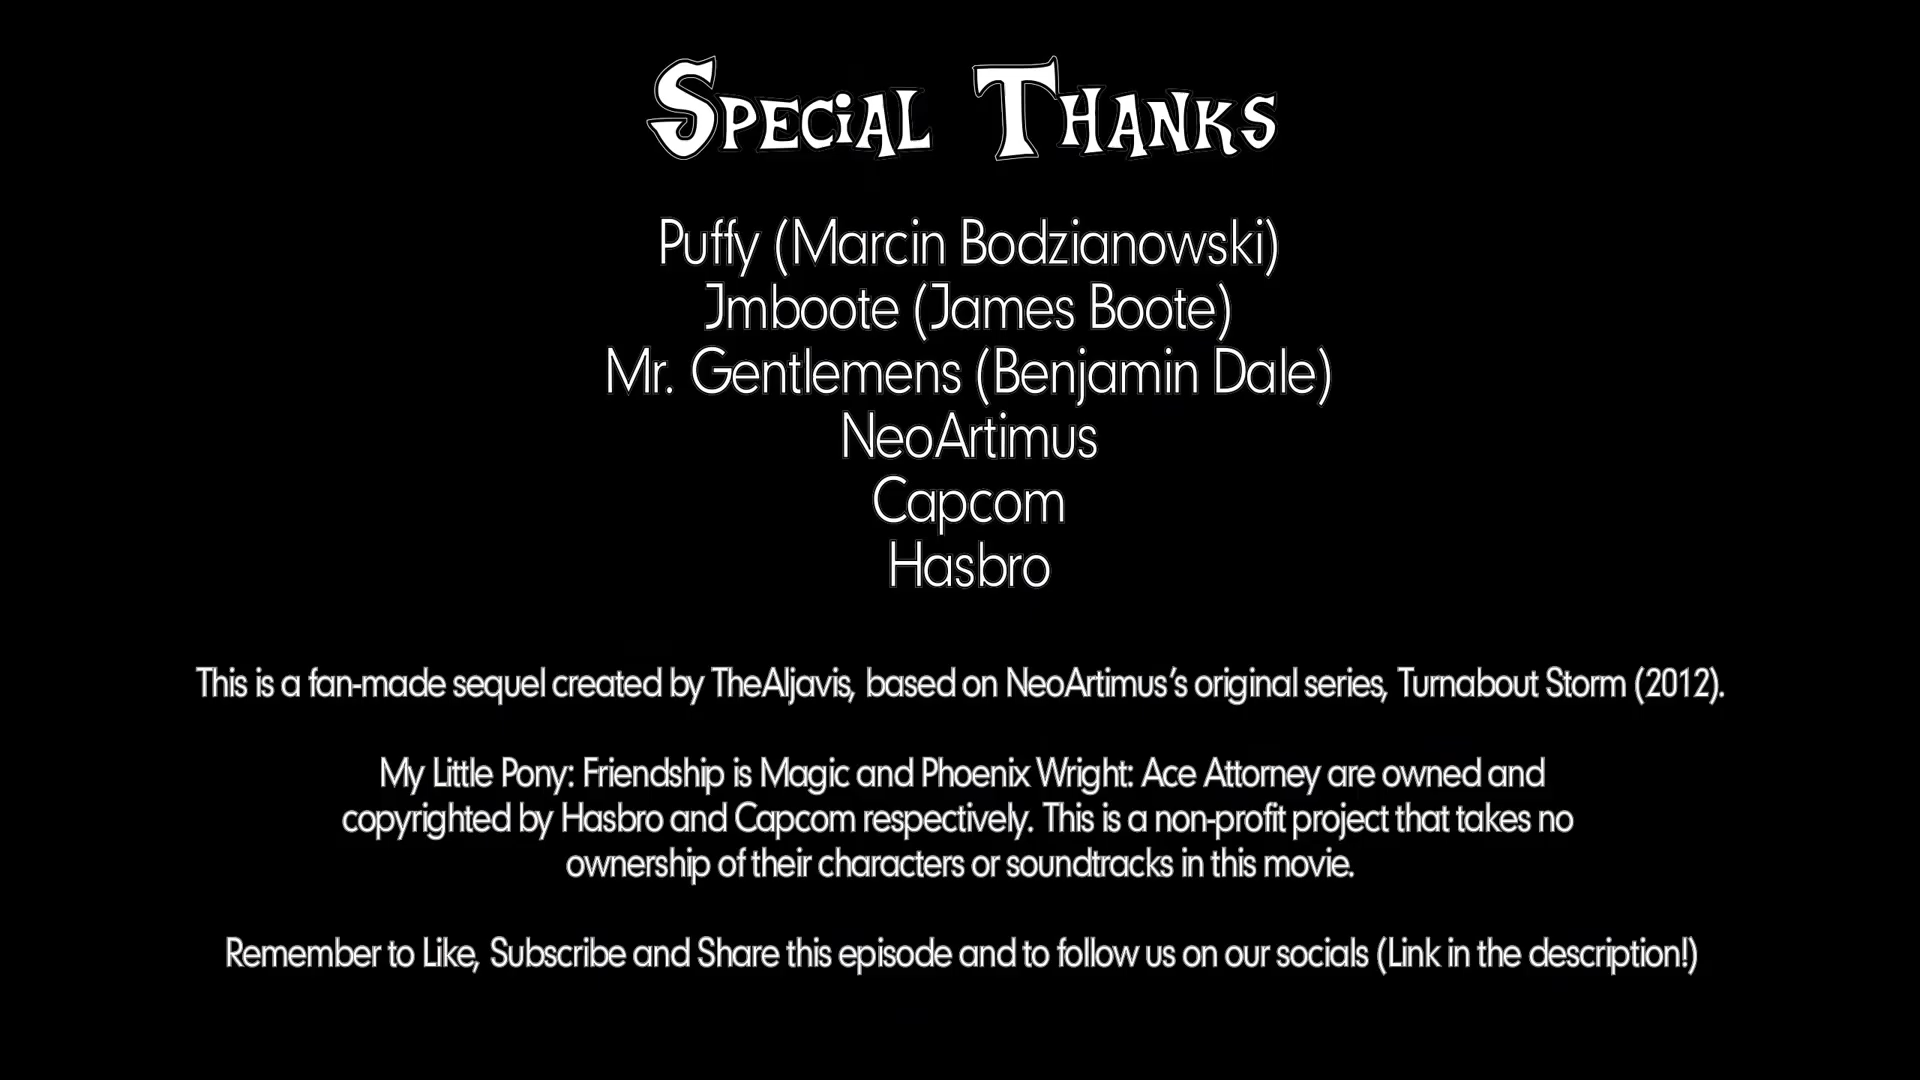 Special Thanks
Puffy (Marcin Bodzianowski)
Jmboote (James Boote)
Mr. Gentlemens (Benjamin Dale)
NeoArtimus
Capcom
Hasbro
This is a fan-made sequel created by TheAljavis, based on NeoArtimus's original series, Turnabout Storm (2012).
My Little Pony: Friendship is Magic and Phoenix Wright: Ace Attorney are owned and
copyrighted by Hasbro and Capcom respectively. This is a non-profit project that takes no
ownership of their characters or soundtracks in this movie.
Remember to Like, Subscribe and Share this episode and to follow us on our socials (Link in the description!)